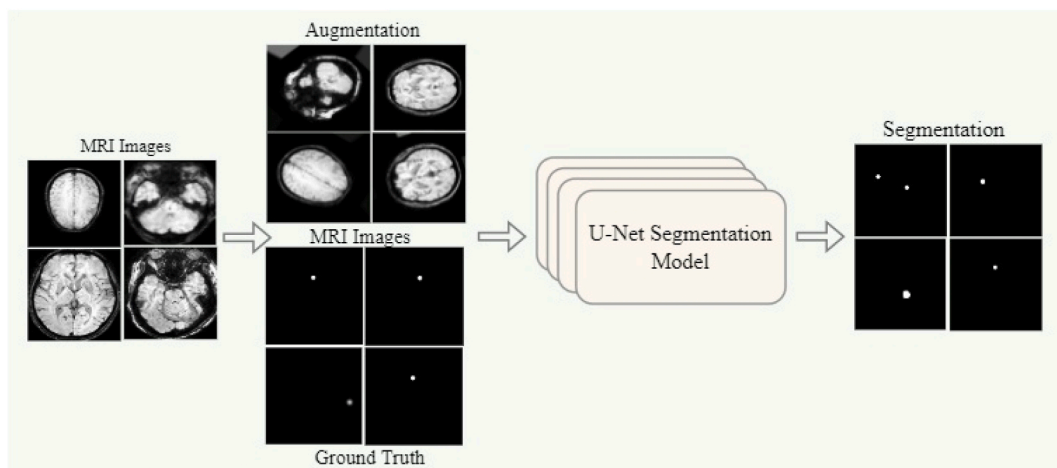 MRI Images
Augmentation
MRI Images
Ground Truth
U-Net Segmentation
Model
Segmentation